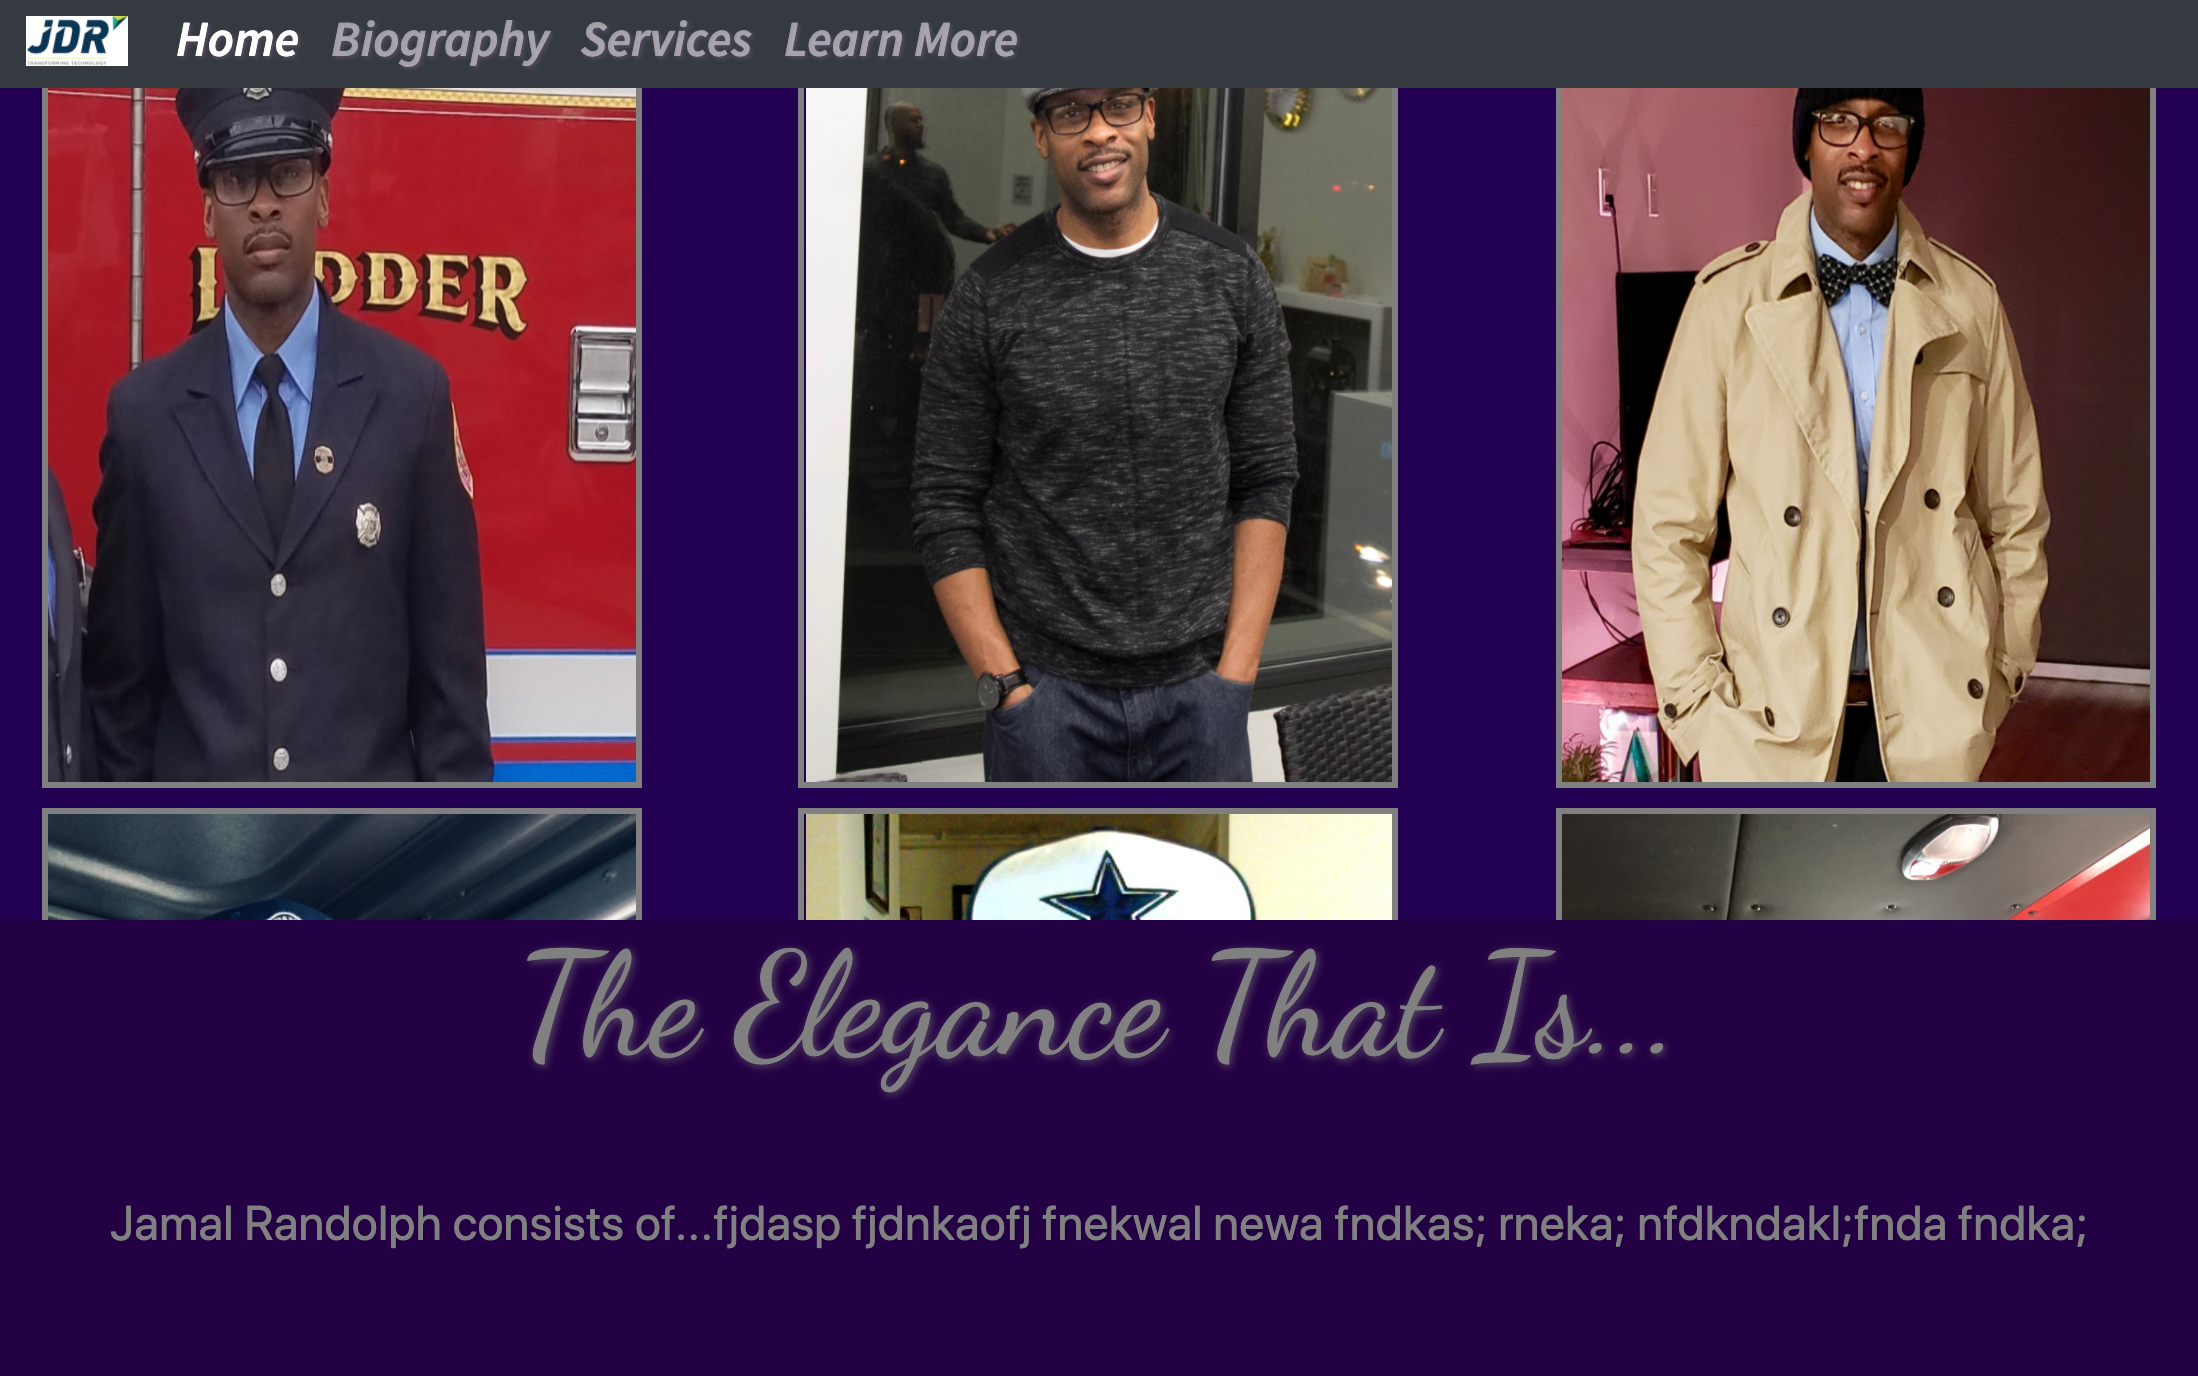 JDR
TRANSFORMING TECHNOLOGY
Home Biography Services Learn More
L DDER
The Elegance That Is...
Jamal Randolph consists of...fjdasp fjdnkaofj fnekwal newa fndkas; rneka; nfdkndakl;fnda fndka;